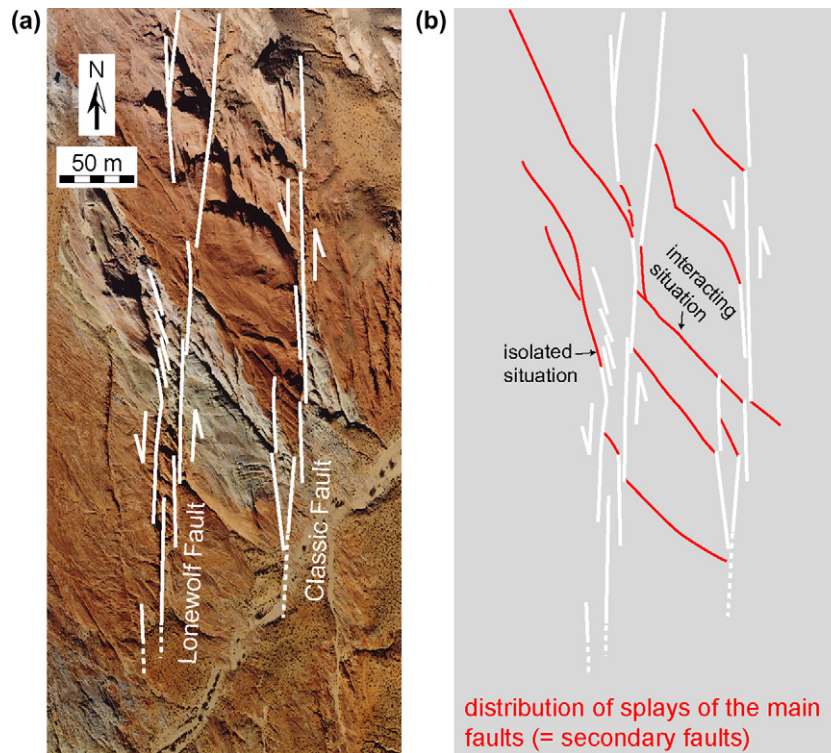 (a)
N
50 m
Lonewolf Fault
Classic Fault
(b)
interacting
situation
isolated
situation
distribution of splays of the main
faults (= secondary faults)